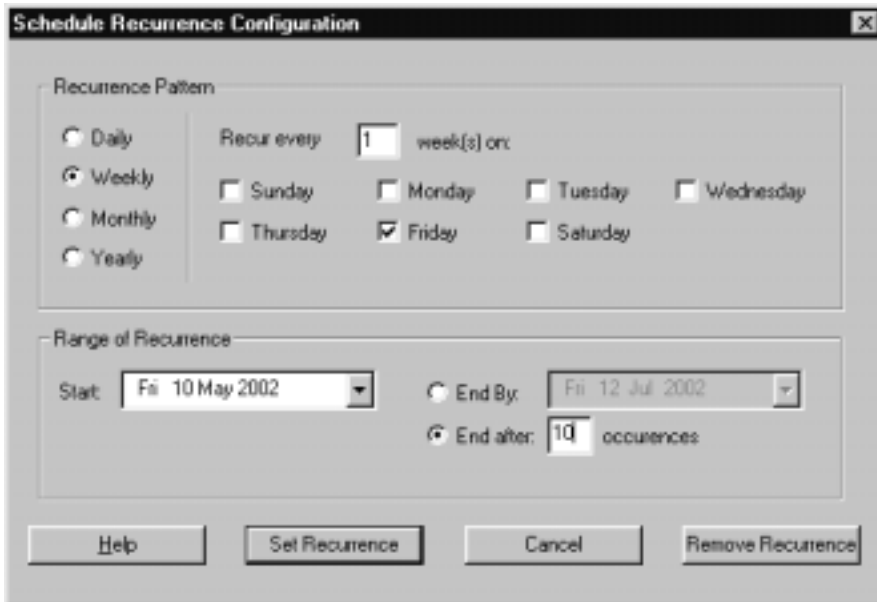 Schedule Recurrence Configuration
Recurrence Pattern
Daily
Recur every 1 week(s) on:
Weekly
Sunday Monday Tuesday Wednesday
Monthly
Thursday Friday Saturday
Yearly
Range of Recurrence
Start: Fri 10 May 2002
End By: Fri 12 Jul 2002
End after: 10 occurences
Help Set Recurrence Cancel Remove Recurrence